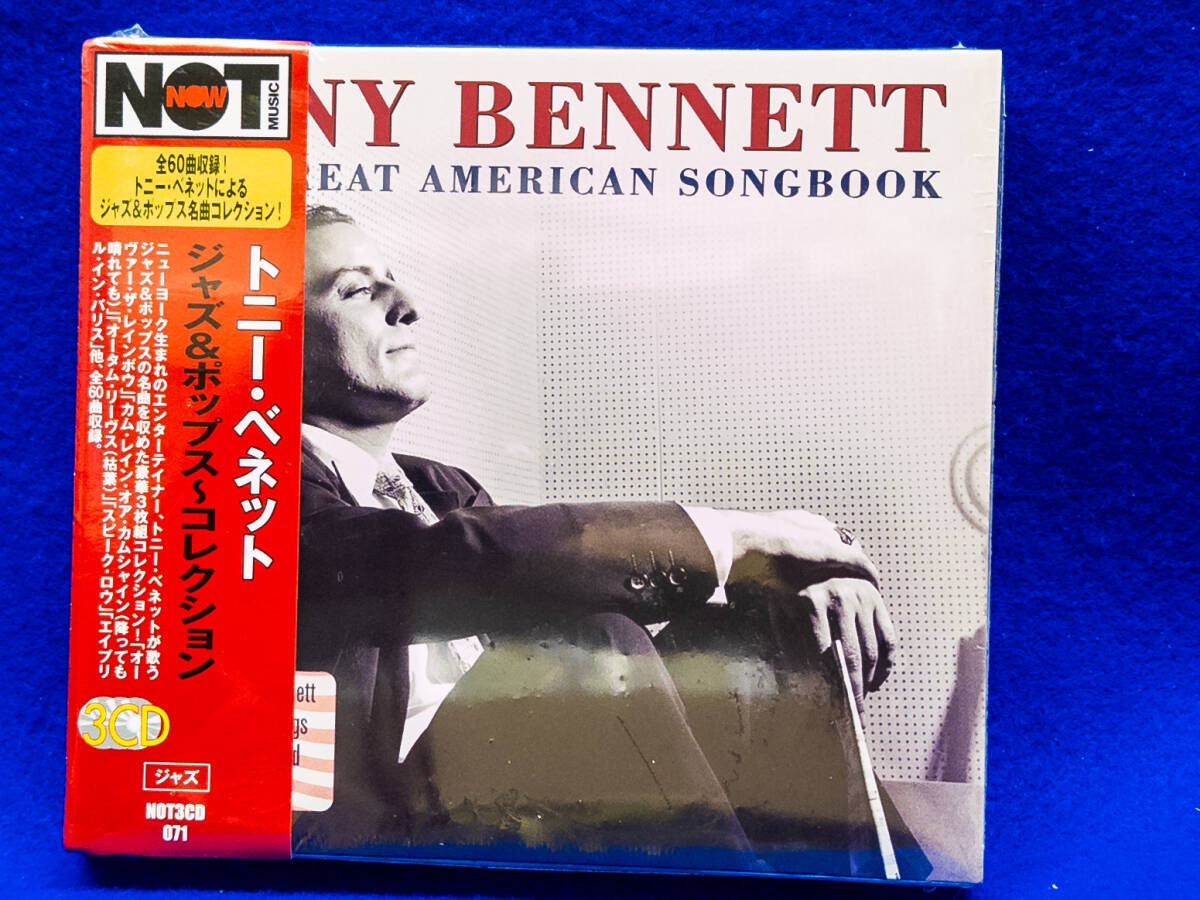 NOT
NOW
MUSIC
全60曲収録!
トニー・ベネットによる
ジャズ&ポップス名曲コレクション!
トニー・ベネット
ジャズ&ポップス~コレクション
ニューヨーク生まれのエンターテイナー、トニー・ベネットが歌う
ジャズ&ポップスの名曲を収めた豪華3枚組コレクション!「オー
ヴァー・ザ・レインボウ」「カム・レイン・オア・カムシャイン(降っても
晴れても)」「オータム・リーヴス(枯葉)」「スピーク・ロウ」「エイプリ
ル・イン・パリス」他、全60曲収録。
3CD
ジャズ
NOT3CD
071
NY BENNETT
REAT AMERICAN SONGBOOK
ett
gs
d